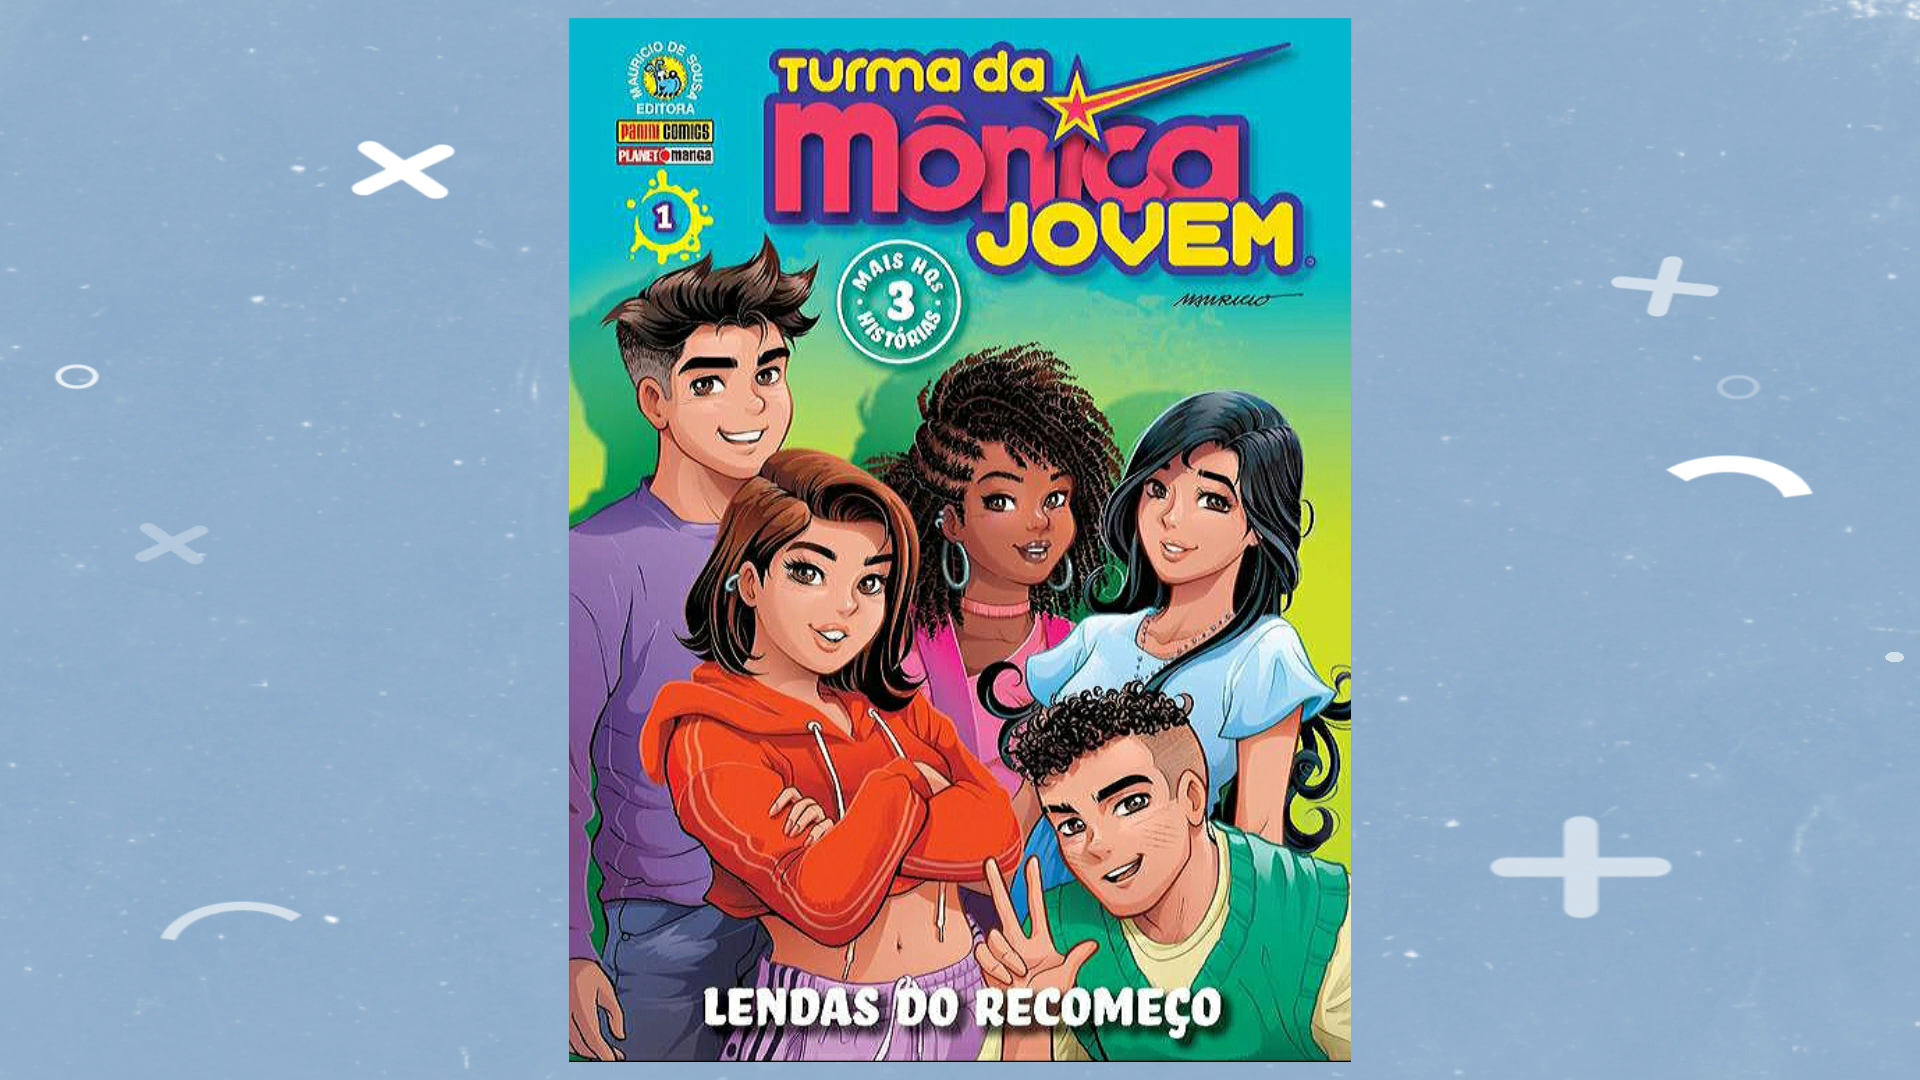 MAURICIO DE SOUSA
EDITORA
PANINI COMICS
PLANET manga
1
TURMA DA
MÔNICA
JOVEM
MAURICIO
MAIS HQS
3
HISTÓRIAS
LENDAS DO RECOMEÇO